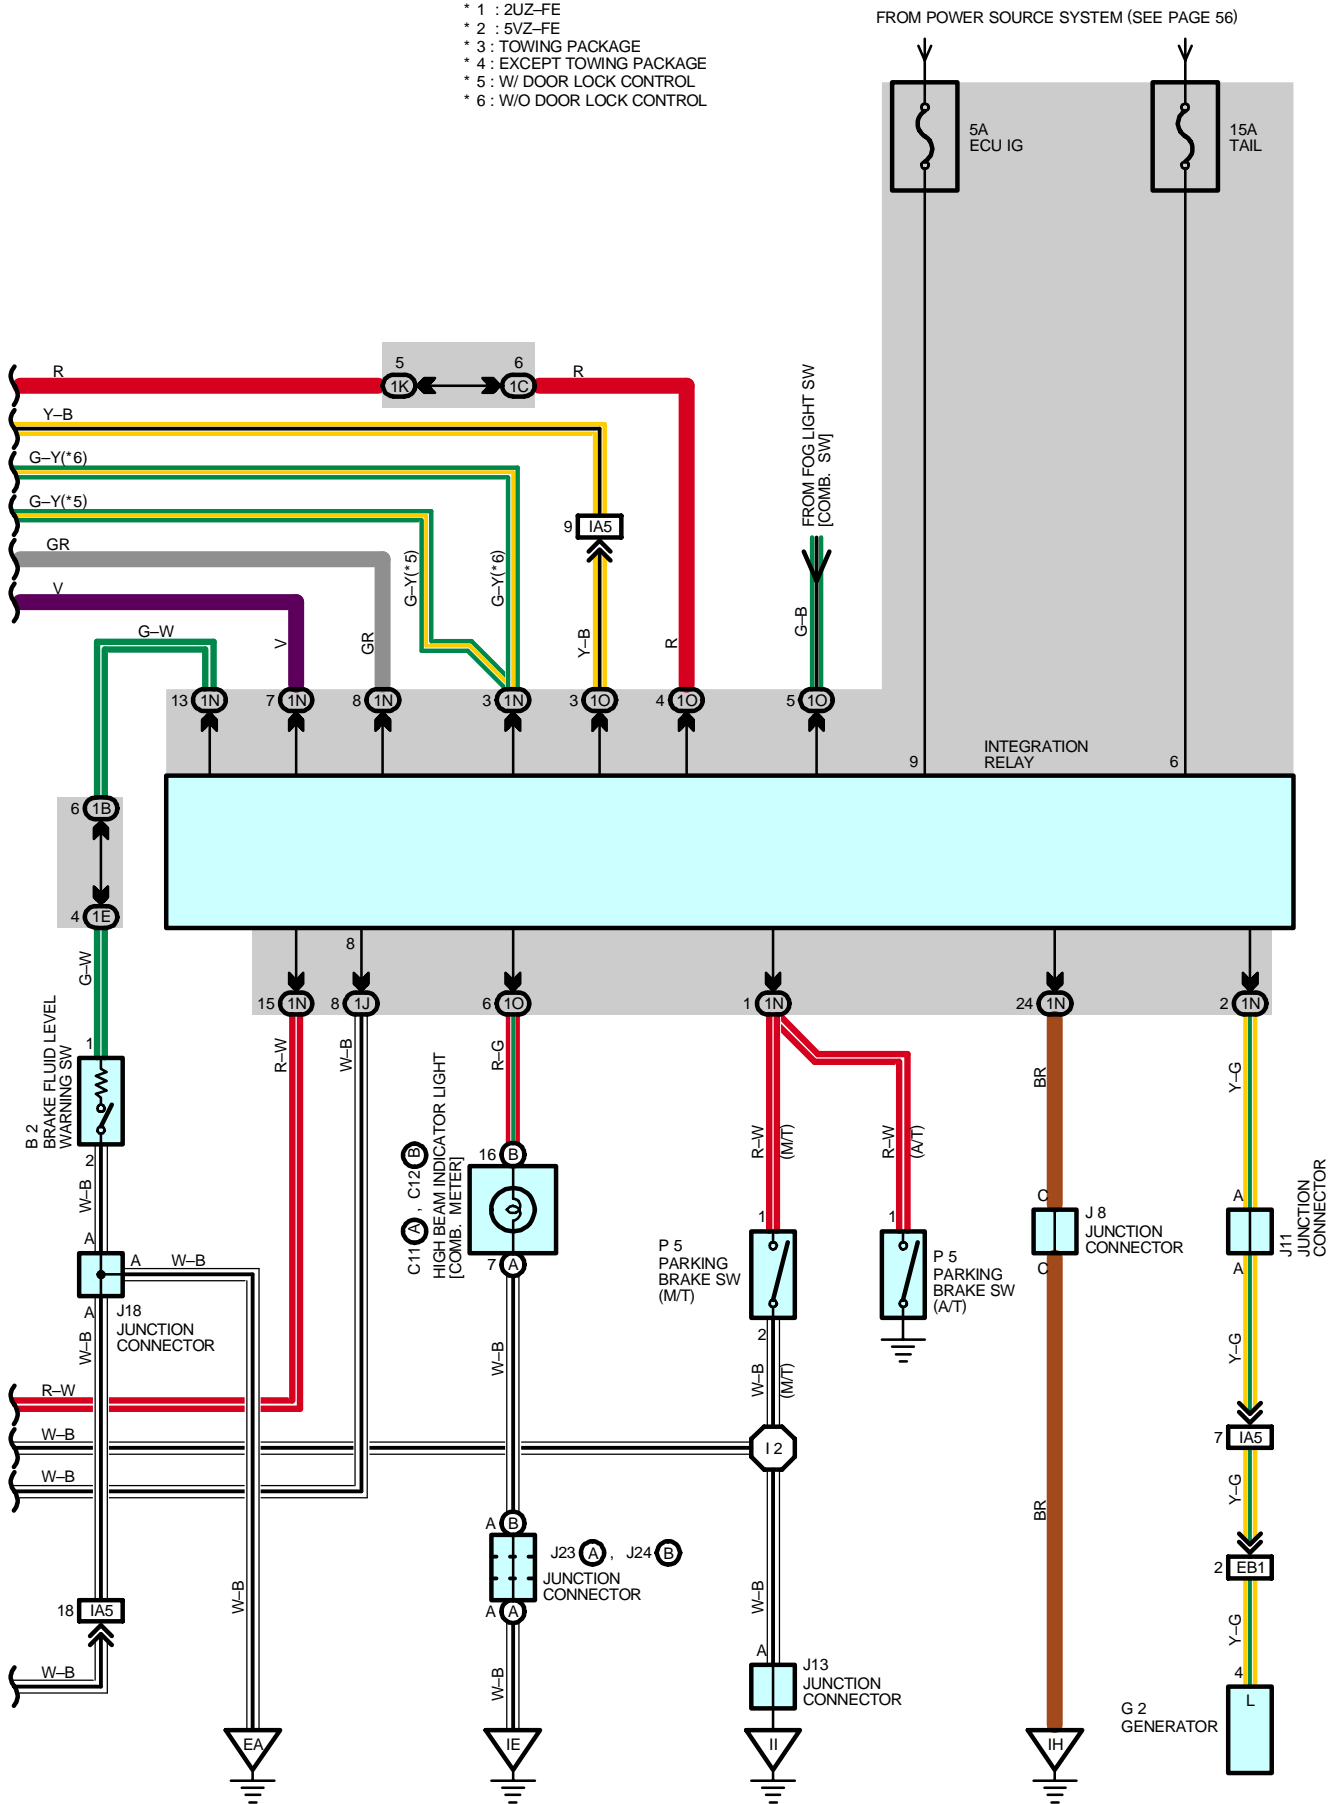 * 1 : 2UZ–FE
* 2 : 5VZ–FE
* 3 : TOWING PACKAGE
* 4 : EXCEPT TOWING PACKAGE
* 5 : W/ DOOR LOCK CONTROL
* 6 : W/O DOOR LOCK CONTROL
FROM POWER SOURCE SYSTEM (SEE PAGE 56)
5A
ECU IG
15A
TAIL
5
6
R
1K
1C
R
Y–B
G–Y(*6)
G–Y(*5)
GR
V
9
IA5
FROM FOG LIGHT SW
[COMB. SW]
G–W
V
GR
G–Y(*5)
G–Y(*6)
Y–B
R
G–B
13
1N
7
1N
8
1N
3
1N
3
1O
4
1O
5
1O
INTEGRATION
RELAY
9
6
6
1B
4
1E
8
G–W
15
1N
8
1J
6
1O
1
1N
24
1N
2
1N
B 2
BRAKE FLUID LEVEL
WARNING SW
1
2
R–W
W–B
R–G
BR
Y–G
C11 A , C12 B
HIGH BEAM INDICATOR LIGHT
[COMB. METER]
16
B
7
A
R–W
(M/T)
R–W
(A/T)
W–B
A
A
W–B
A
J18
JUNCTION
CONNECTOR
W–B
P 5
PARKING
BRAKE SW
(M/T)
1
2
1
P 5
PARKING
BRAKE SW
(A/T)
C
C
J 8
JUNCTION
CONNECTOR
A
A
J11
JUNCTION
CONNECTOR
W–B
W–B
(M/T)
Y–G
R–W
W–B
W–B
I 2
7
IA5
Y–G
BR
A
B
J23 A , J24 B
JUNCTION
CONNECTOR
A
A
2
EB1
W–B
W–B
18
IA5
Y–G
W–B
W–B
A
J13
JUNCTION
CONNECTOR
4
L
G 2
GENERATOR
EA
IE
II
IH